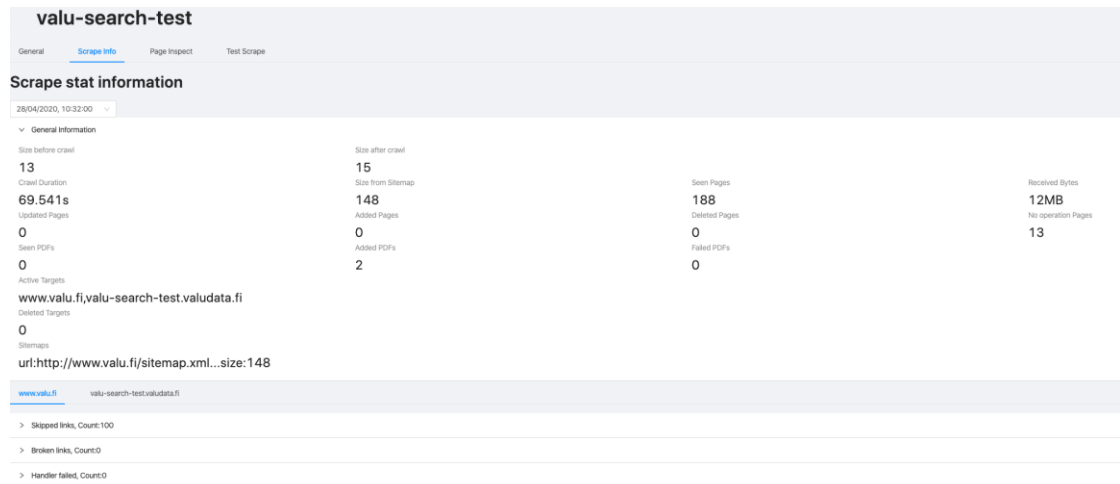 valu-search-test
General Scrape Info Page Inspect Test Scrape
Scrape stat information
28/04/2020, 10:32:00
General Information
Size before crawl Size after crawl
13 15
Crawl Duration Size from Sitemap Seen Pages Received Bytes
69.541s 148 188 12MB
Updated Pages Added Pages Deleted Pages No operation Pages
0 0 0 13
Seen PDFs Added PDFs Failed PDFs
0 2 0
Active Targets
www.valu.fi,valu-search-test.valudata.fi
Deleted Targets
0
Sitemaps
url:http://www.valu.fi/sitemap.xml...size:148
www.valu.fi valu-search-test.valudata.fi
Skipped links, Count:100
Broken links, Count:0
Handler failed, Count:0